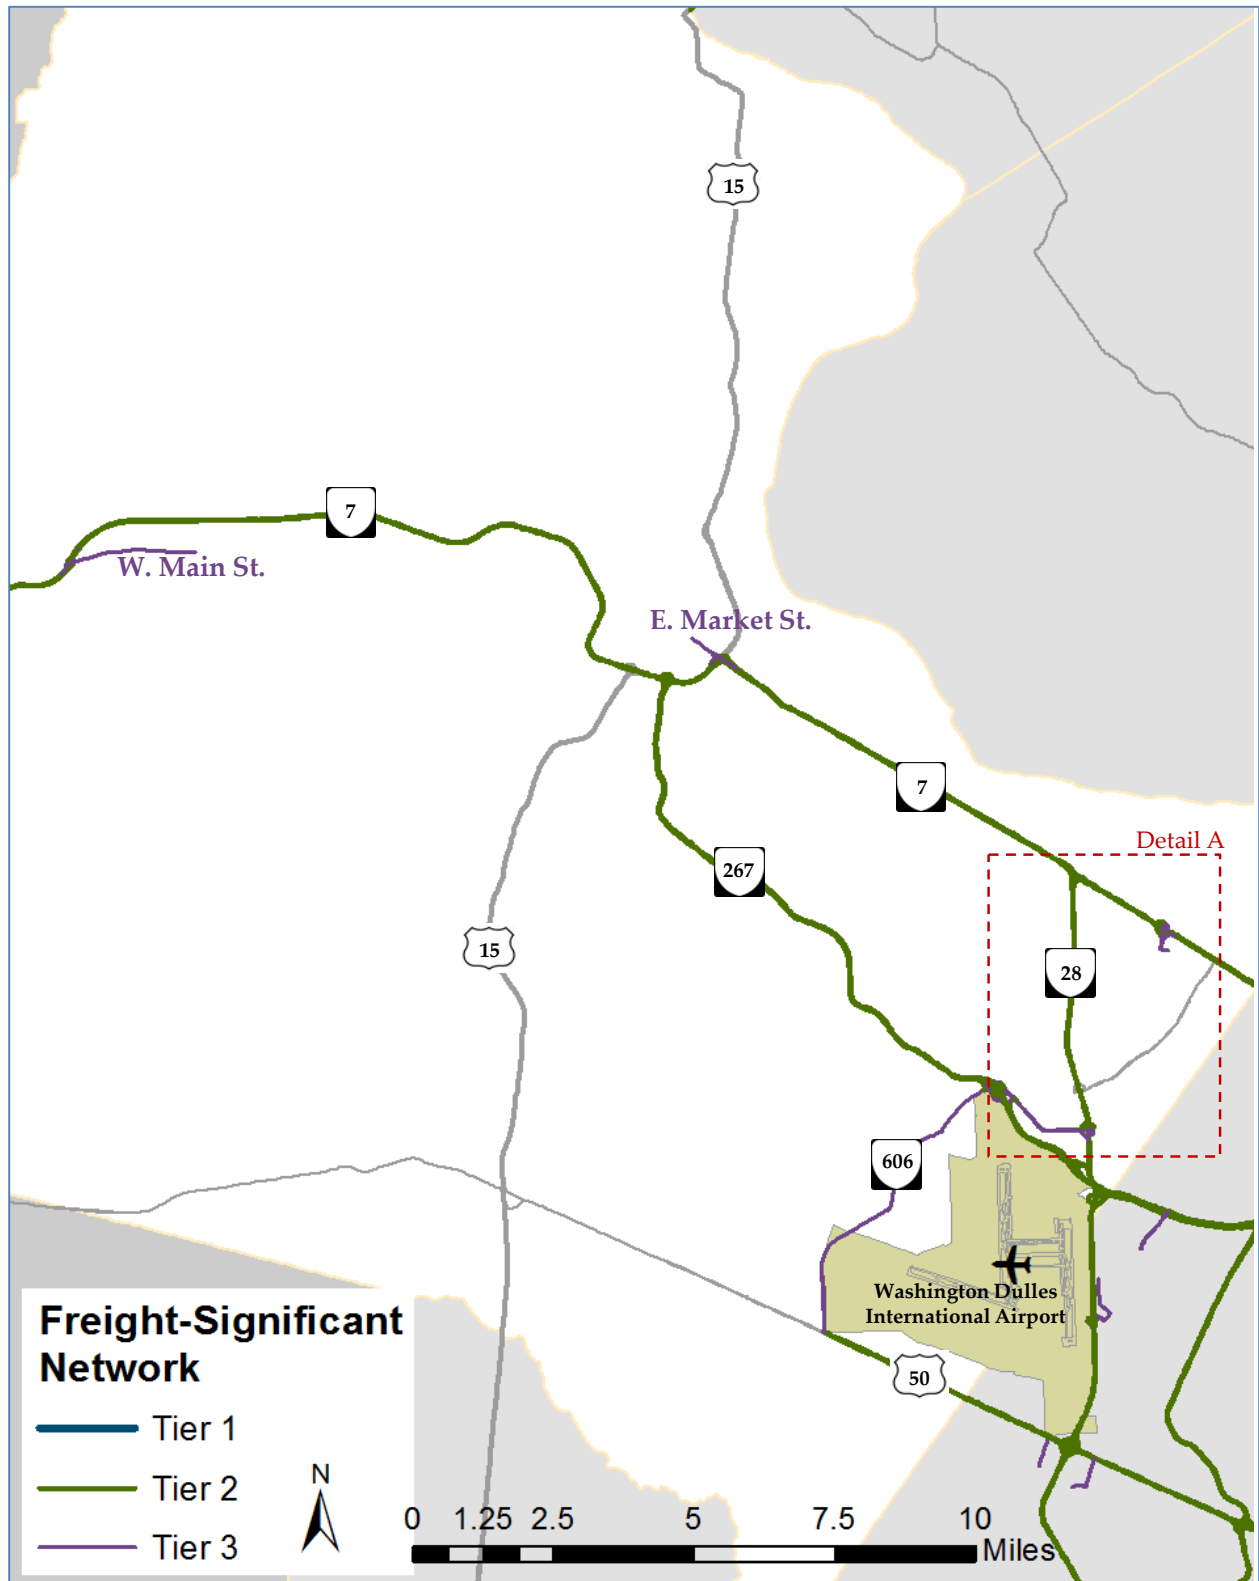 15
7
W. Main St.
E. Market St.
7
Detail A
267
15
28
606
Washington Dulles
International Airport
50
Freight-Significant
Network
Tier 1
Tier 2
Tier 3
N
0 1.25 2.5 5 7.5 10
Miles